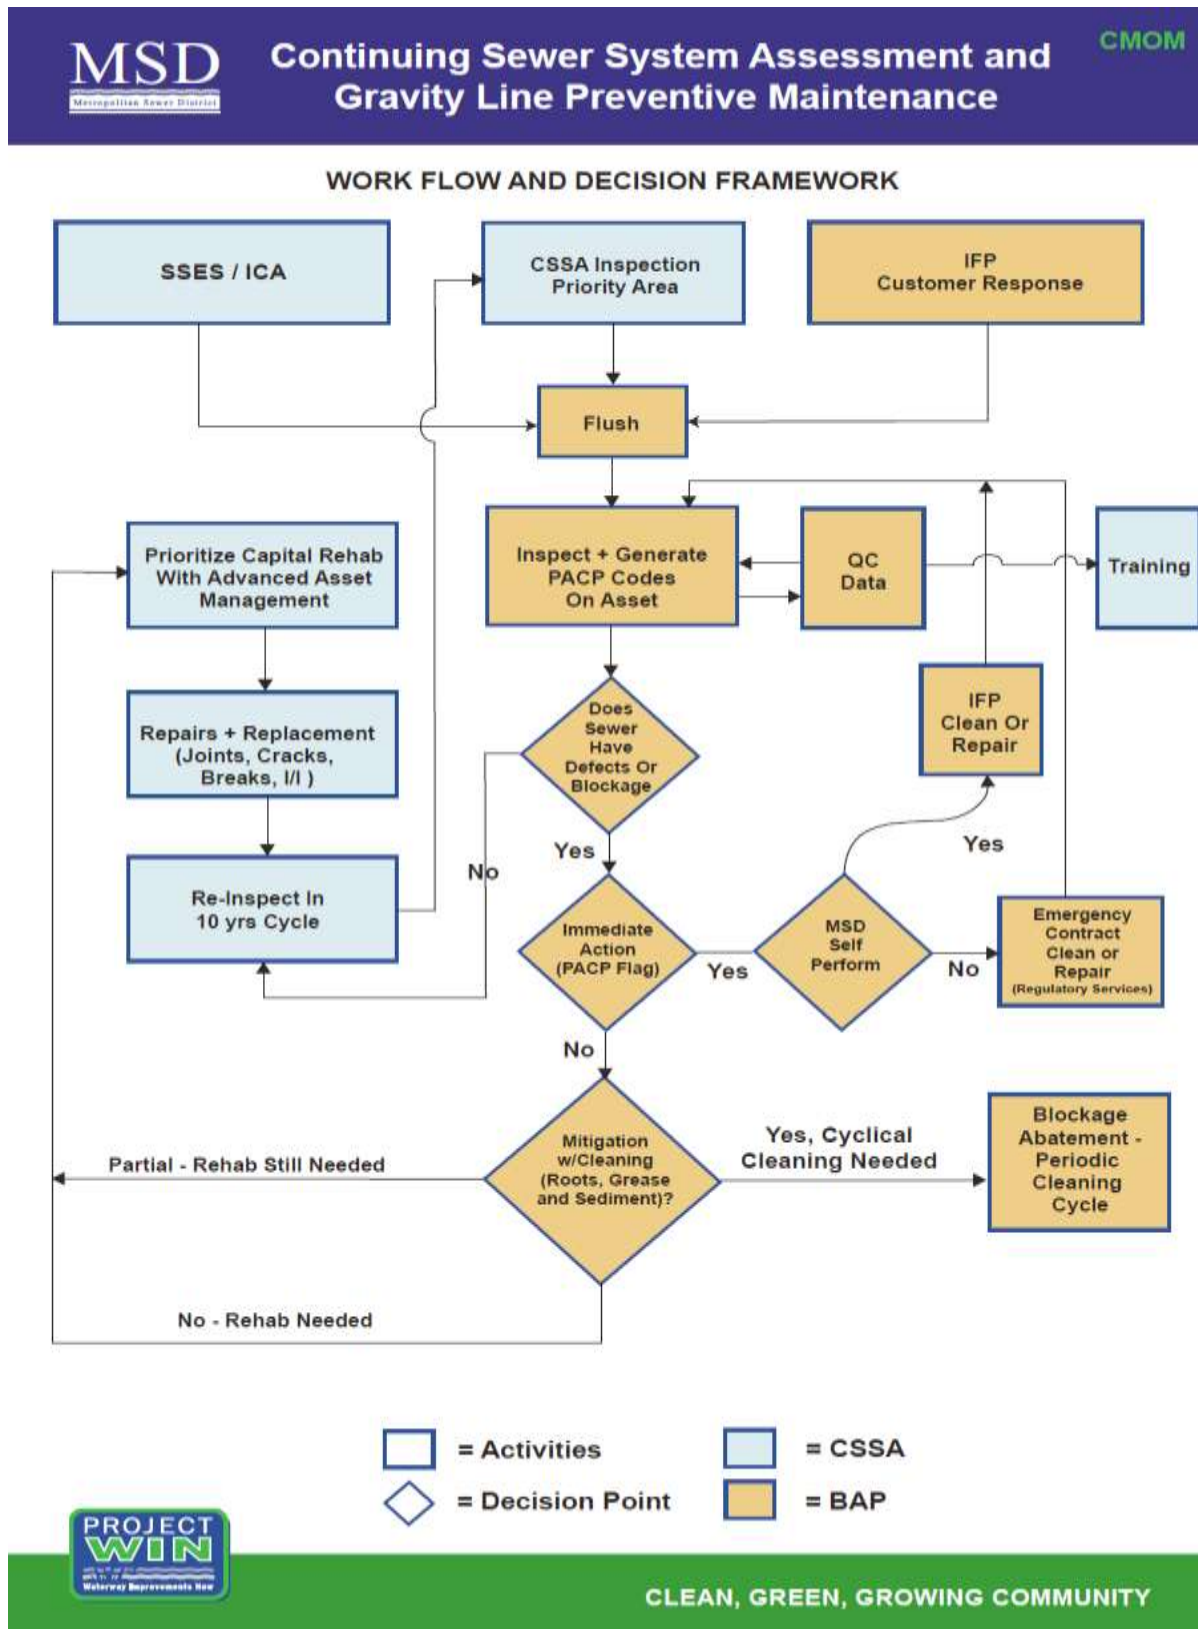 MSD
Metropolitan Sewer District
Continuing Sewer System Assessment and
Gravity Line Preventive Maintenance
CMOM
WORK FLOW AND DECISION FRAMEWORK
SSES / ICA
CSSA Inspection
Priority Area
IFP
Customer Response
Flush
Prioritize Capital Rehab
With Advanced Asset
Management
Inspect + Generate
PACP Codes
On Asset
QC
Data
Training
Repairs + Replacement
(Joints, Cracks,
Breaks, I/I )
Does
Sewer
Have
Defects Or
Blockage
IFP
Clean Or
Repair
Yes
No
Yes
Re-Inspect In
10 yrs Cycle
Immediate
Action
(PACP Flag)
Yes
MSD
Self
Perform
No
Emergency
Contract
Clean or
Repair
(Regulatory Services)
No
Mitigation
w/Cleaning
(Roots, Grease
and Sediment)?
Yes, Cyclical
Cleaning Needed
Blockage
Abatement -
Periodic
Cleaning
Cycle
Partial - Rehab Still Needed
No - Rehab Needed
= Activities
= CSSA
= Decision Point
= BAP
PROJECT
WIN
Waterway Improvements Now
CLEAN, GREEN, GROWING COMMUNITY